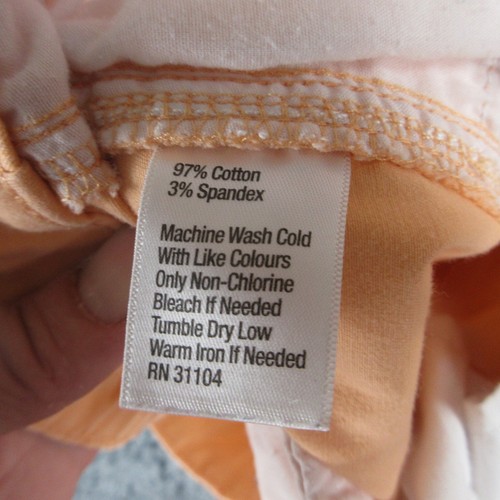 97% Cotton
3% Spandex
Machine Wash Cold
With Like Colours
Only Non-Chlorine
Bleach If Needed
Tumble Dry Low
Warm Iron If Needed
RN 31104